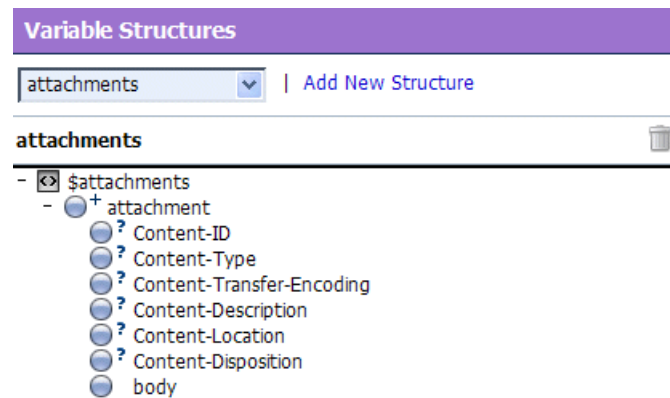 Variable Structures
attachments | Add New Structure
attachments
- $attachments
- + attachment
? Content-ID
? Content-Type
? Content-Transfer-Encoding
? Content-Description
? Content-Location
? Content-Disposition
body